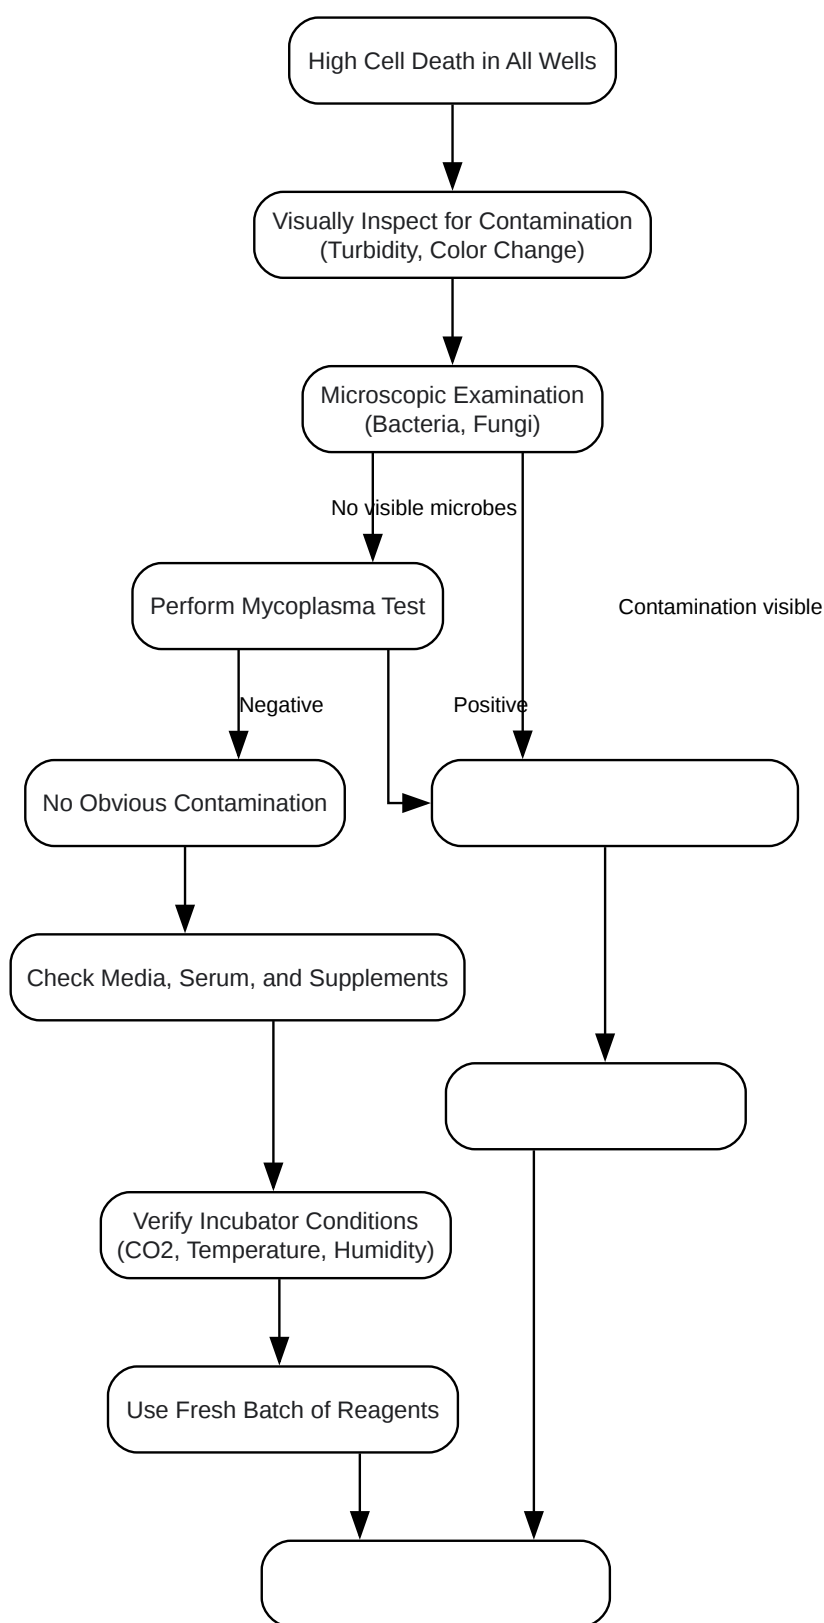 High Cell Death in All Wells
Visually Inspect for Contamination
(Turbidity, Color Change)
Microscopic Examination
(Bacteria, Fungi)
No visible microbes
Perform Mycoplasma Test
Contamination visible
Negative
Positive
No Obvious Contamination
Check Media, Serum, and Supplements
Verify Incubator Conditions
(CO2, Temperature, Humidity)
Use Fresh Batch of Reagents